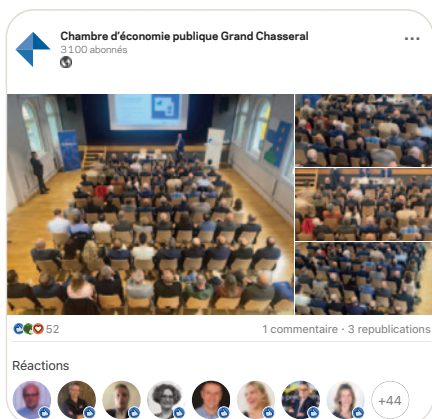 Chambre d'économie publique Grand Chasseral
3100 abonnés
52
1 commentaire · 3 republications
Réactions
+44